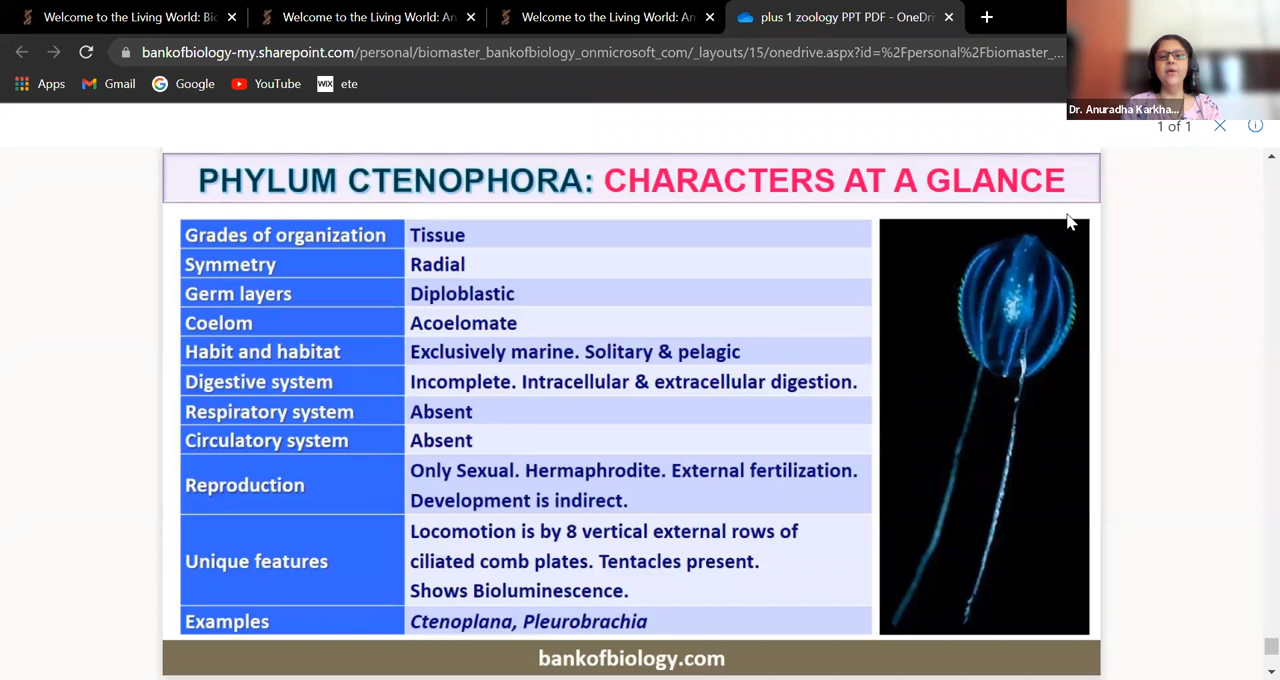 Welcome to the Living World: Bio
Welcome to the Living World: An
Welcome to the Living World: An
plus 1 zoology PPT PDF - OneDri
bankofbiology-my.sharepoint.com/personal/biomaster_bankofbiology_onmicrosoft_com/_layouts/15/onedrive.aspx?id=%2Fpersonal%2Fbiomaster_...
Apps
Gmail
Google
YouTube
WIX
ete
Dr. Anuradha Karkha...
1 of 1
PHYLUM CTENOPHORA: CHARACTERS AT A GLANCE
Grades of organization Tissue
Symmetry Radial
Germ layers Diploblastic
Coelom Acoelomate
Habit and habitat Exclusively marine. Solitary & pelagic
Digestive system Incomplete. Intracellular & extracellular digestion.
Respiratory system Absent
Circulatory system Absent
Reproduction Only Sexual. Hermaphrodite. External fertilization.
Development is indirect.
Unique features Locomotion is by 8 vertical external rows of
ciliated comb plates. Tentacles present.
Shows Bioluminescence.
Examples Ctenoplana, Pleurobrachia
bankofbiology.com